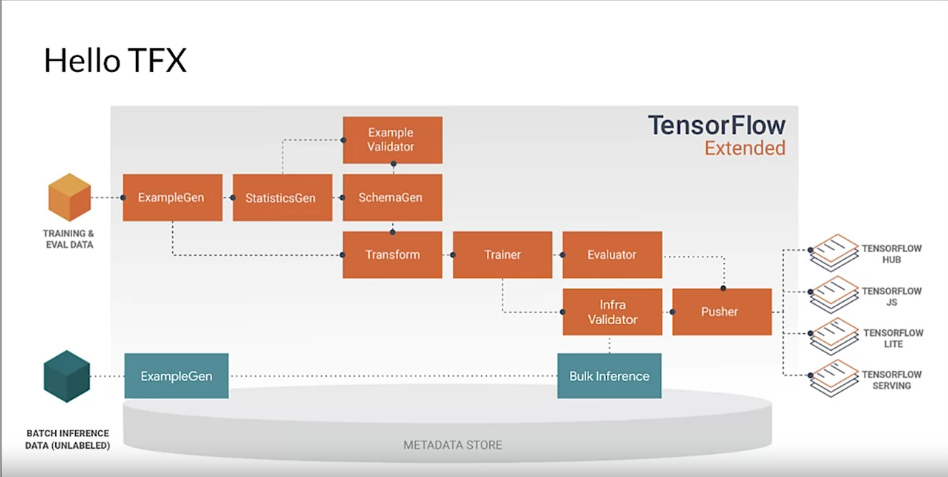 Hello TFX
TensorFlow
Extended
Example
Validator
ExampleGen
StatisticsGen
SchemaGen
TRAINING &
EVAL DATA
Transform
Trainer
Evaluator
TENSORFLOW
HUB
Infra
Validator
Pusher
TENSORFLOW
JS
TENSORFLOW
LITE
ExampleGen
Bulk Inference
TENSORFLOW
SERVING
BATCH INFERENCE
DATA (UNLABELED)
METADATA STORE